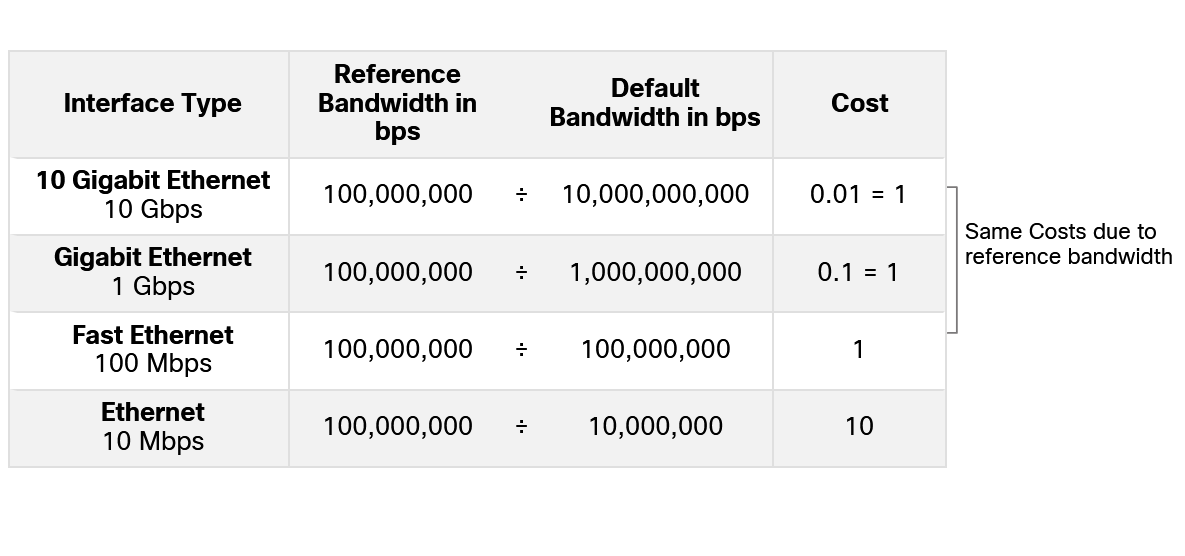 Interface Type
Reference
Bandwidth in
bps
Default
Bandwidth in bps
Cost
10 Gigabit Ethernet
10 Gbps
100,000,000 ÷ 10,000,000,000
0.01 = 1
Gigabit Ethernet
1 Gbps
100,000,000 ÷ 1,000,000,000
0.1 = 1
Fast Ethernet
100 Mbps
100,000,000 ÷ 100,000,000
1
Ethernet
10 Mbps
100,000,000 ÷ 10,000,000
10
Same Costs due to
reference bandwidth